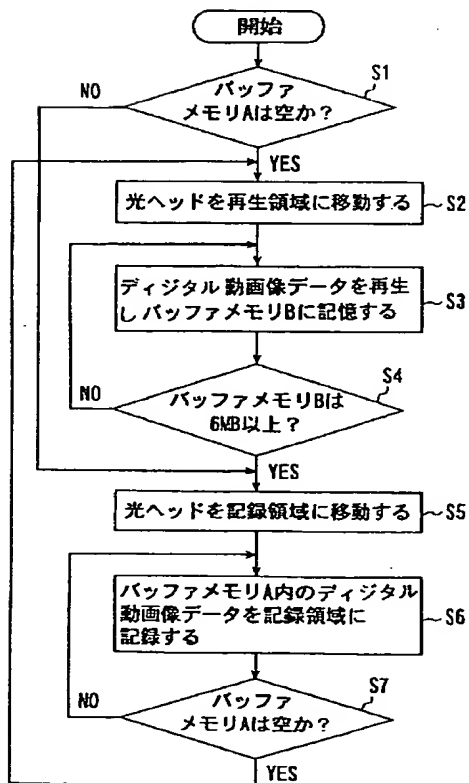 開始
S1
バッファ
メモリAは空か?
NO
YES
光ヘッドを再生領域に移動する
S2
ディジタル動画像データを再生
しバッファメモリBに記憶する
S3
S4
バッファメモリBは
6MB以上?
NO
YES
光ヘッドを記録領域に移動する
S5
バッファメモリA内のディジタル
動画像データを記録領域に
記録する
S6
S7
バッファ
メモリAは空か?
NO
YES